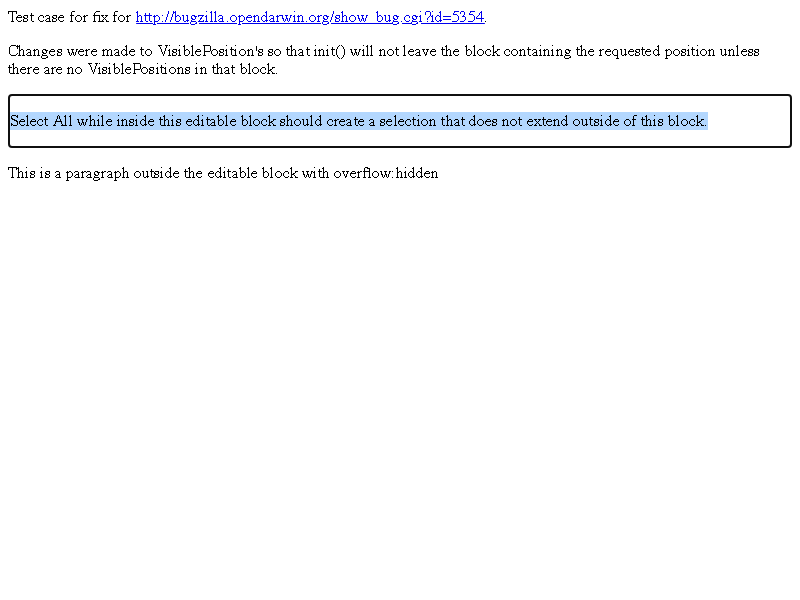 Test case for fix for http://bugzilla.opendarwin.org/show_bug.cgi?id=5354.
Changes were made to VisiblePosition's so that init() will not leave the block containing the requested position unless
there are no VisiblePositions in that block.
Select All while inside this editable block should create a selection that does not extend outside of this block.
This is a paragraph outside the editable block with overflow:hidden